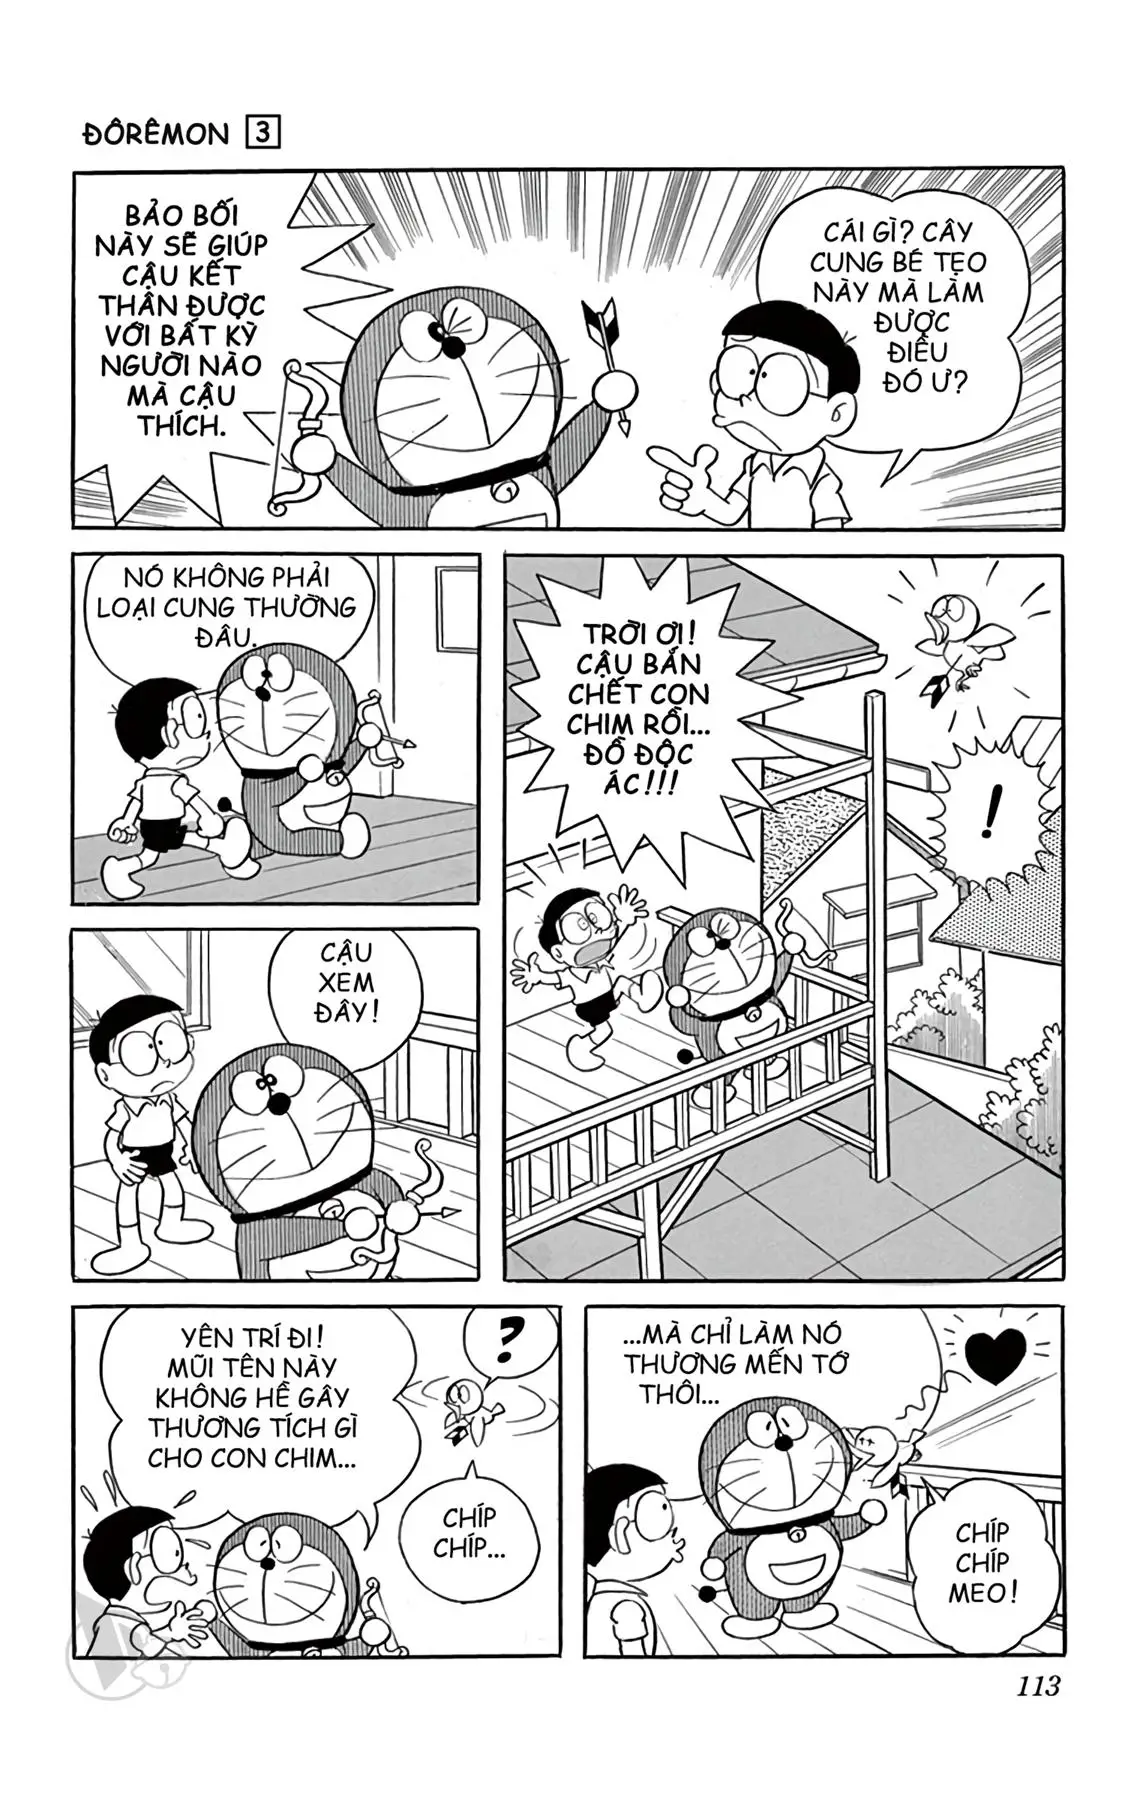 ĐÔRÊMON 3
BẢO BỐI
NÀY SẼ GIÚP
CẬU KẾT
THÂN ĐƯỢC
VỚI BẤT KỲ
NGƯỜI NÀO
MÀ CẬU
THÍCH.
CÁI GÌ? CÂY
CUNG BÉ TẸO
NÀY MÀ LÀM
ĐƯỢC
ĐIỀU
ĐÓ Ư?
NÓ KHÔNG PHẢI
LOẠI CUNG THƯỜNG
ĐÂU.
CẬU
XEM
ĐÂY!
TRỜI ƠI!
CẬU BẮN
CHẾT CON
CHIM RỒI...
ĐỒ ĐỘC
ÁC!!!
!
YÊN TRÍ ĐI!
MŨI TÊN NÀY
KHÔNG HỀ GÂY
THƯƠNG TÍCH GÌ
CHO CON CHIM...
?
CHÍP
CHÍP...
...MÀ CHỈ LÀM NÓ
THƯƠNG MẾN TỚ
THÔI...
CHÍP
CHÍP
MEO!
113